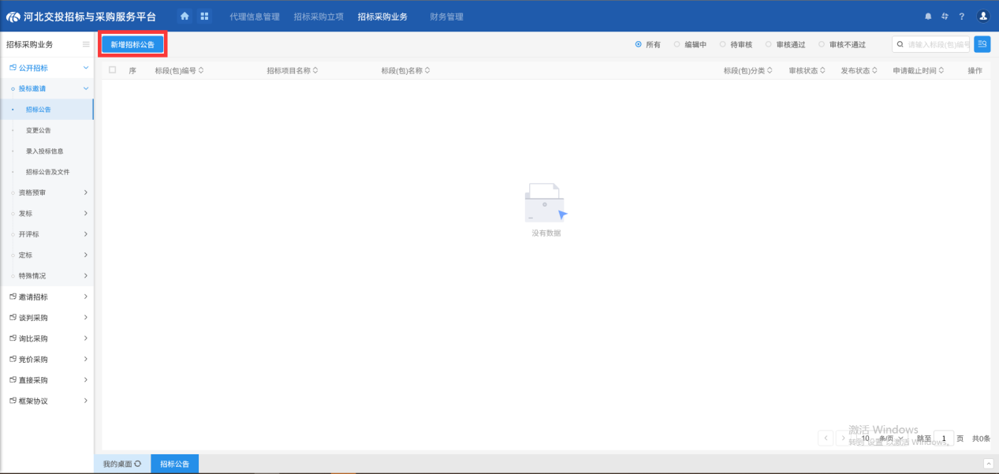 河北交投招标与采购服务平台 代理信息管理 招标采购立项 招标采购业务 财务管理 ?
招标采购业务 新增招标公告 所有 编辑中 待审核 审核通过 审核不通过 请输入标段(包)编号
公开招标
投标邀请
招标公告
变更公告
录入投标信息
招标公告及文件
资格预审
发标
开评标
定标
特殊情况
邀请招标
谈判采购
询比采购
竞价采购
直接采购
框架协议
序 标段(包)编号 招标项目名称 标段(包)名称 标段(包)分类 审核状态 发布状态 申请截止时间 操作
没有数据
激活 Windows
10 条/页 跳至 1 页 共0条
转到"设置"以激活 Windows。
我的桌面 招标公告